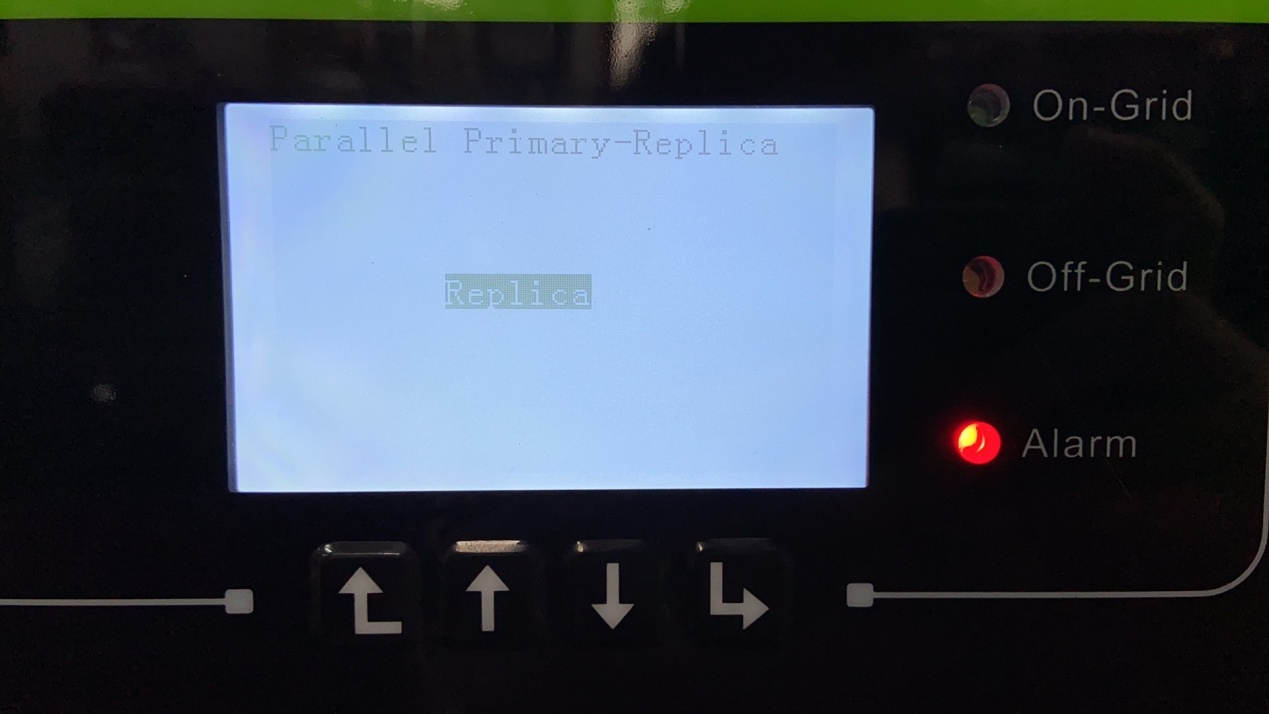 Parallel Primary-Replica
Replica
On-Grid
Off-Grid
Alarm